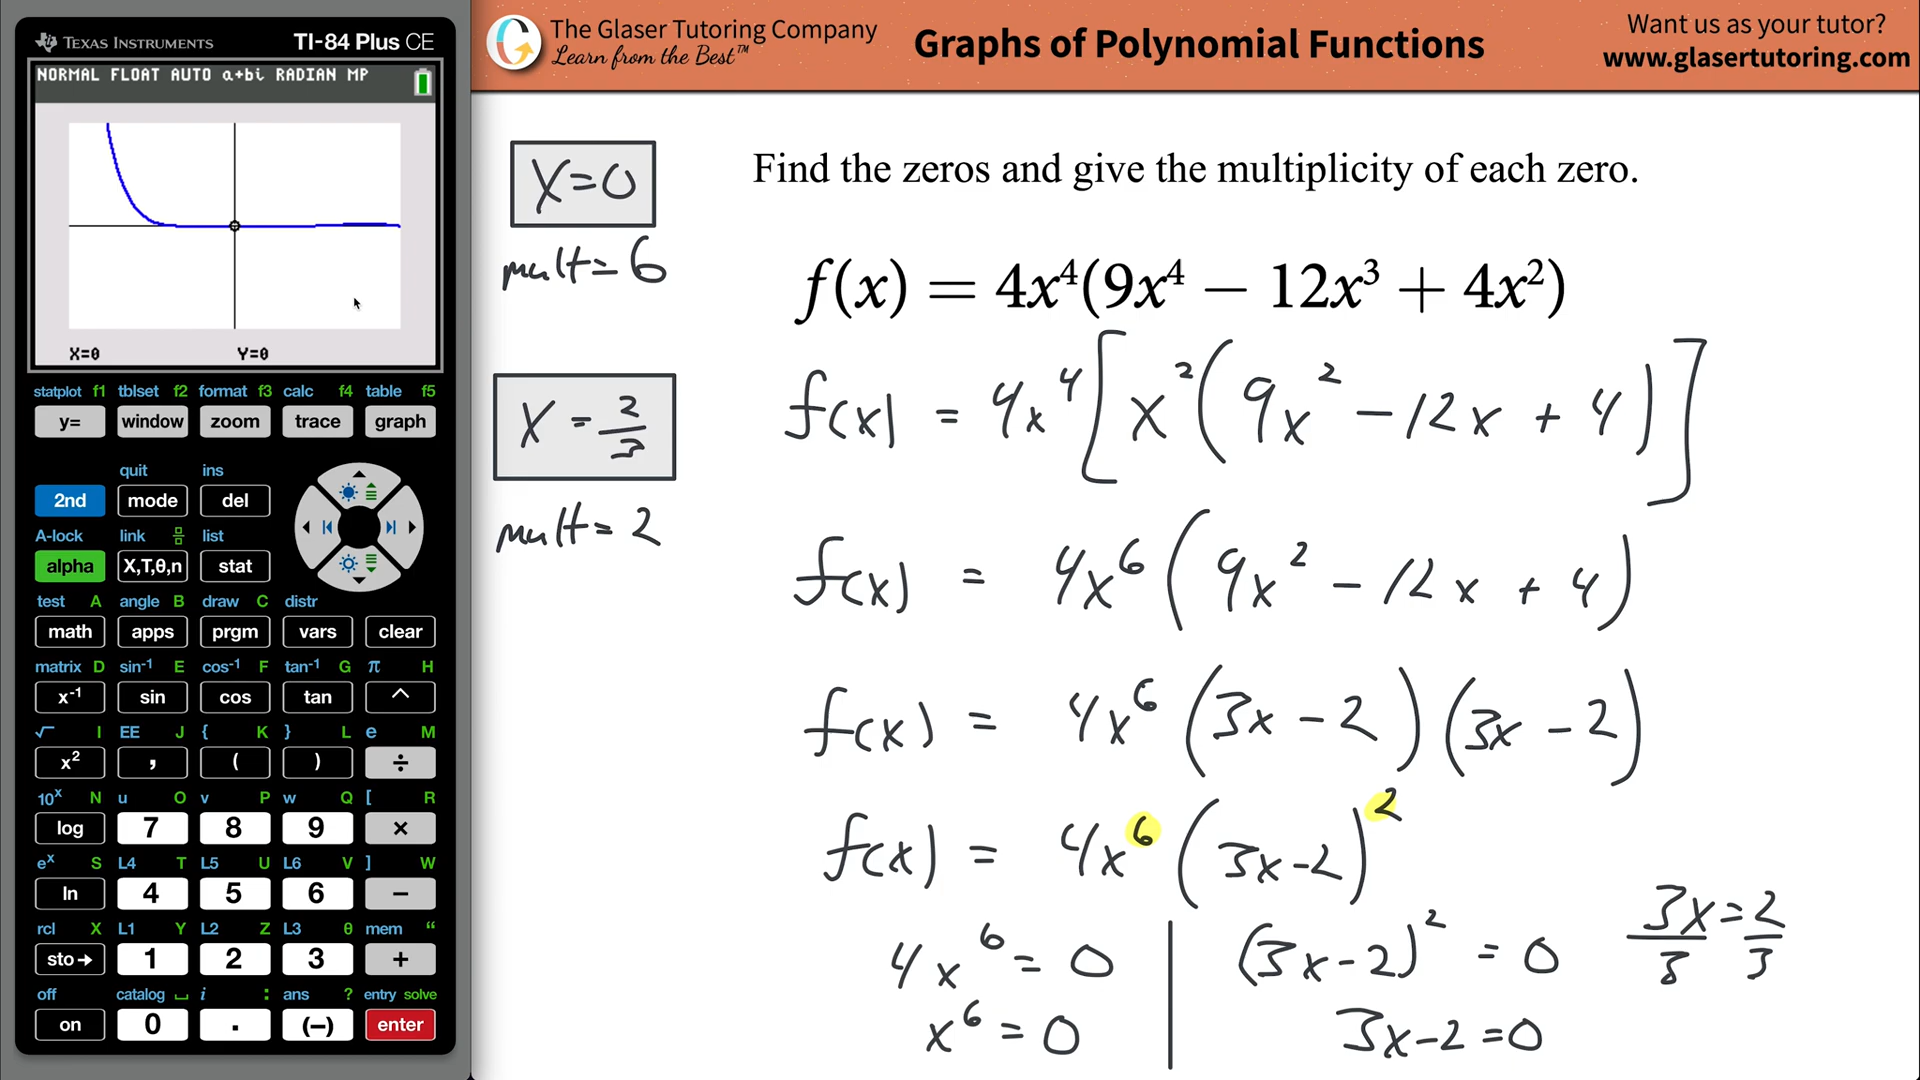 TEXAS INSTRUMENTS TI-84 Plus CE
NORMAL FLOAT AUTO a+bi RADIAN MP
X=0 Y=0
statplot f1 tblset f2 format f3 calc f4 table f5
y= window zoom trace graph
quit ins
2nd mode del
A-lock link list
alpha X,T,θ,n stat
test A angle B draw C distr
math apps prgm vars clear
matrix D sin⁻¹ E cos⁻¹ F tan⁻¹ G π H
x⁻¹ sin cos tan ^
√ I EE J { K } L e M
x² , ( ) ÷
10ˣ N u O v P w Q [ R
log 7 8 9 ×
eˣ S L4 T L5 U L6 V ] W
ln 4 5 6 −
rcl X L1 Y L2 Z L3 θ mem “
sto→ 1 2 3 +
off catalog ␣ i : ans ? entry solve
on 0 . (−) enter
The Glaser Tutoring Company
Learn from the Best™
Graphs of Polynomial Functions
Want us as your tutor?
www.glasertutoring.com
X=0
mult=6
X=2/3
mult=2
Find the zeros and give the multiplicity of each zero.
f(x) = 4x⁴(9x⁴ − 12x³ + 4x²)
f(x) = 4x⁴[x²(9x² − 12x + 4)]
f(x) = 4x⁶(9x² − 12x + 4)
f(x) = 4x⁶(3x − 2)(3x − 2)
f(x) = 4x⁶(3x−2)²
4x⁶ = 0
x⁶ = 0
(3x−2)² = 0
3x−2=0
3x=2
3 3